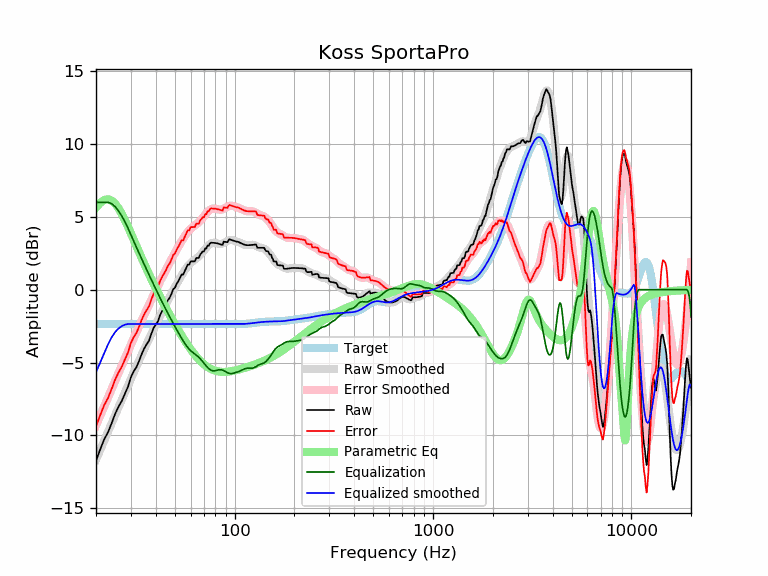 Koss SportaPro
Amplitude (dBr)
15
10
5
0
−5
−10
−15
100
1000
10000
Frequency (Hz)
Target
Raw Smoothed
Error Smoothed
Raw
Error
Parametric Eq
Equalization
Equalized smoothed